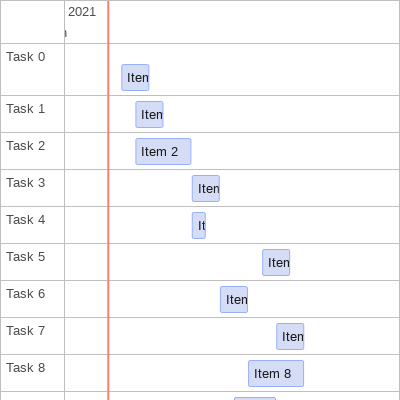 2021
Task 0
Iten
Task 1
Iten
Task 2
Item 2
Task 3
Iten
Task 4
It
Task 5
Iten
Task 6
Iten
Task 7
Iten
Task 8
Item 8